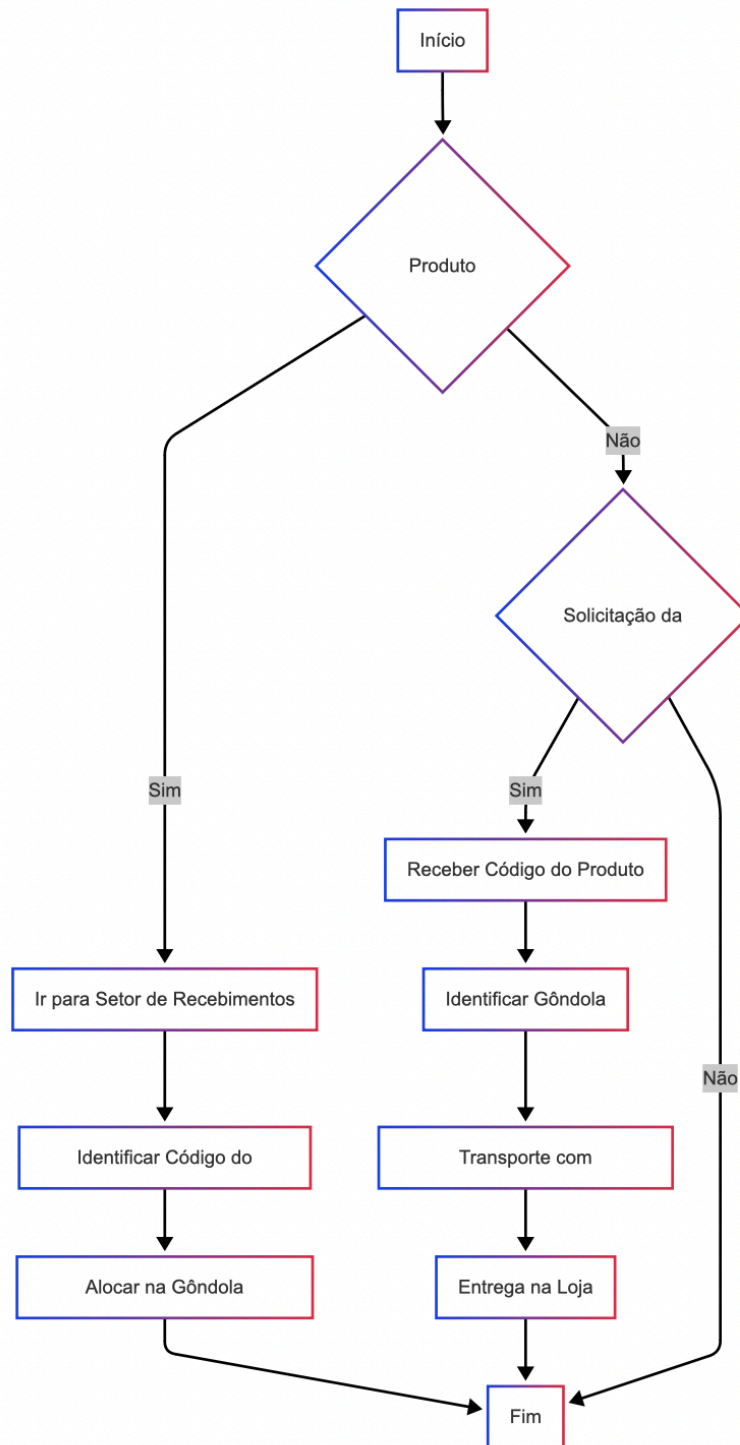 Início
Produto
Não
Solicitação da
Sim
Sim
Receber Código do Produto
Ir para Setor de Recebimentos
Identificar Gôndola
Não
Identificar Código do
Transporte com
Alocar na Gôndola
Entrega na Loja
Fim